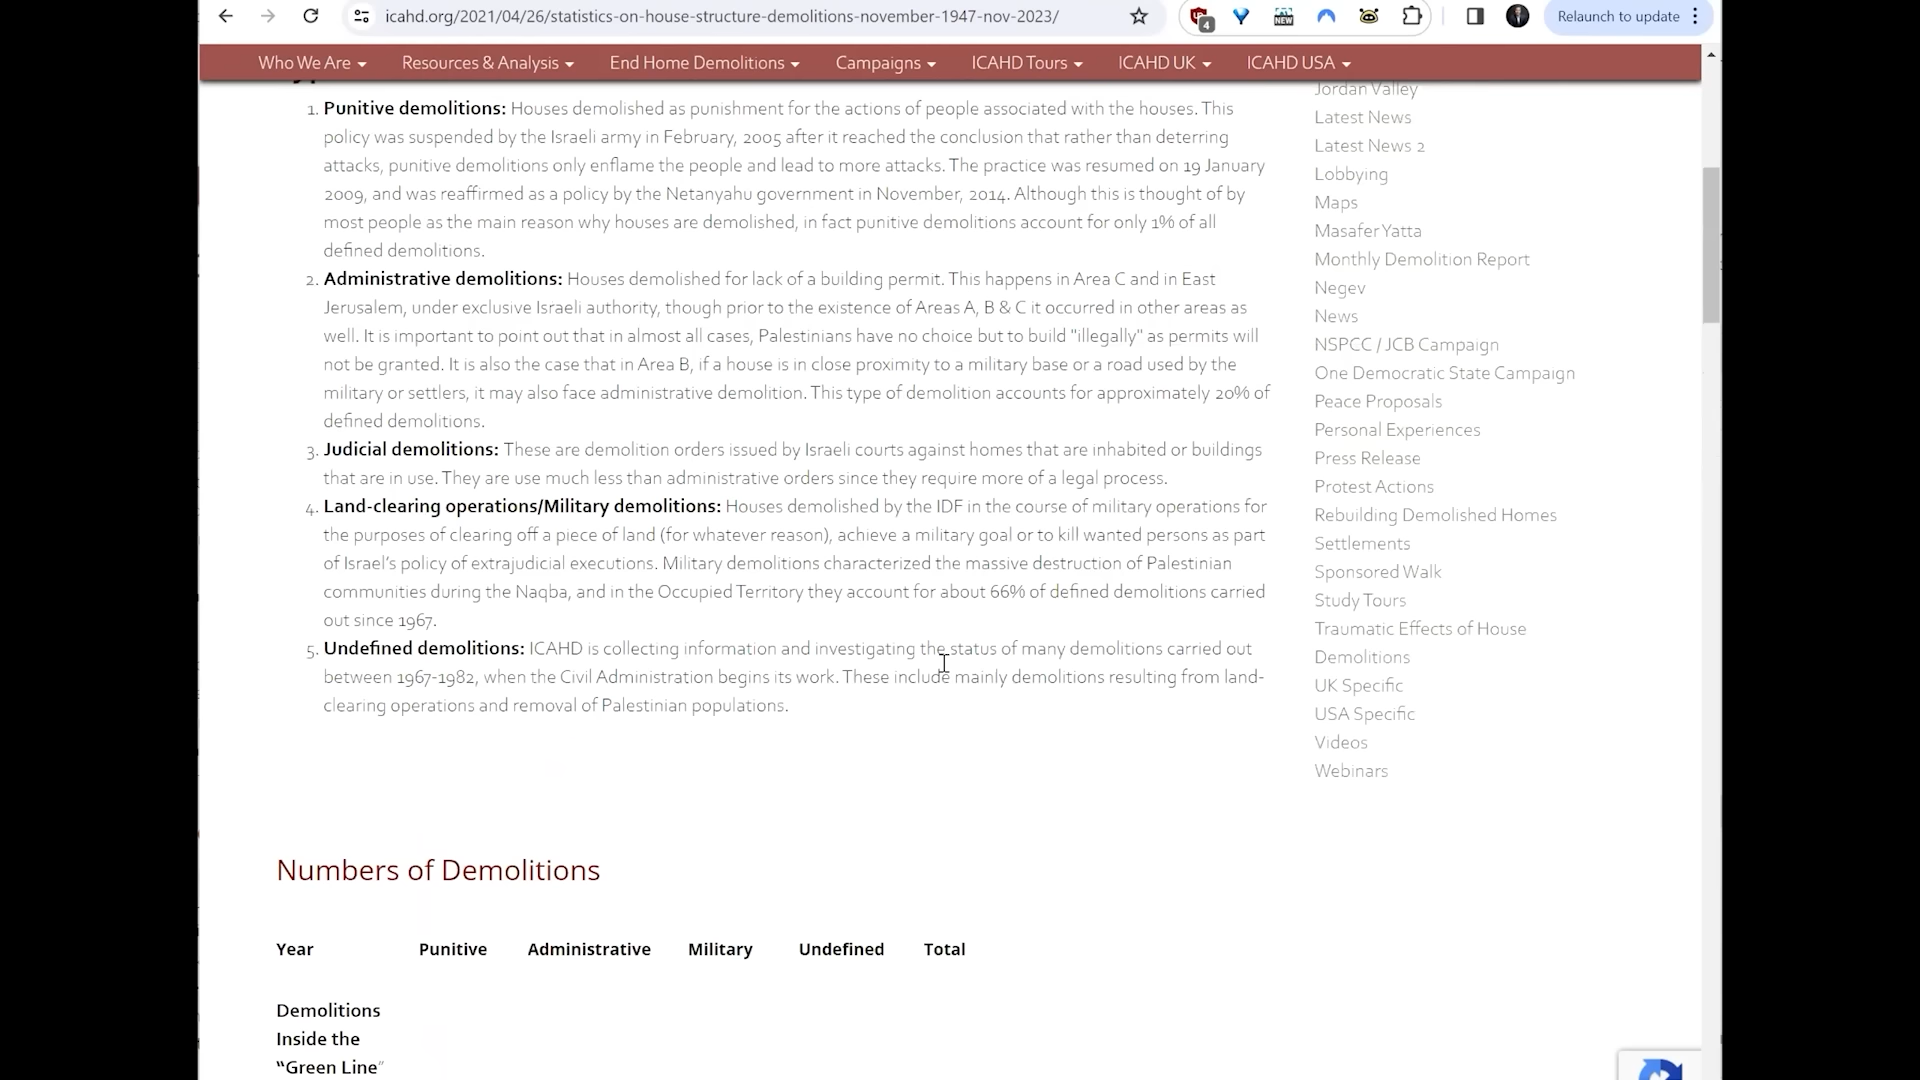 icahd.org/2021/04/26/statistics-on-house-structure-demolitions-november-1947-nov-2023/
4
NEW
Relaunch to update
Who We Are
Resources & Analysis
End Home Demolitions
Campaigns
ICAHD Tours
ICAHD UK
ICAHD USA
1. Punitive demolitions: Houses demolished as punishment for the actions of people associated with the houses. This
policy was suspended by the Israeli army in February, 2005 after it reached the conclusion that rather than deterring
attacks, punitive demolitions only enflame the people and lead to more attacks. The practice was resumed on 19 January
2009, and was reaffirmed as a policy by the Netanyahu government in November, 2014. Although this is thought of by
most people as the main reason why houses are demolished, in fact punitive demolitions account for only 1% of all
defined demolitions.
2. Administrative demolitions: Houses demolished for lack of a building permit. This happens in Area C and in East
Jerusalem, under exclusive Israeli authority, though prior to the existence of Areas A, B & C it occurred in other areas as
well. It is important to point out that in almost all cases, Palestinians have no choice but to build "illegally" as permits will
not be granted. It is also the case that in Area B, if a house is in close proximity to a military base or a road used by the
military or settlers, it may also face administrative demolition. This type of demolition accounts for approximately 20% of
defined demolitions.
3. Judicial demolitions: These are demolition orders issued by Israeli courts against homes that are inhabited or buildings
that are in use. They are use much less than administrative orders since they require more of a legal process.
4. Land-clearing operations/Military demolitions: Houses demolished by the IDF in the course of military operations for
the purposes of clearing off a piece of land (for whatever reason), achieve a military goal or to kill wanted persons as part
of Israel's policy of extrajudicial executions. Military demolitions characterized the massive destruction of Palestinian
communities during the Naqba, and in the Occupied Territory they account for about 66% of defined demolitions carried
out since 1967.
5. Undefined demolitions: ICAHD is collecting information and investigating the status of many demolitions carried out
between 1967-1982, when the Civil Administration begins its work. These include mainly demolitions resulting from land-
clearing operations and removal of Palestinian populations.
Numbers of Demolitions
Year Punitive Administrative Military Undefined Total
Demolitions
Inside the
“Green Line”
Jordan Valley
Latest News
Latest News 2
Lobbying
Maps
Masafer Yatta
Monthly Demolition Report
Negev
News
NSPCC / JCB Campaign
One Democratic State Campaign
Peace Proposals
Personal Experiences
Press Release
Protest Actions
Rebuilding Demolished Homes
Settlements
Sponsored Walk
Study Tours
Traumatic Effects of House
Demolitions
UK Specific
USA Specific
Videos
Webinars